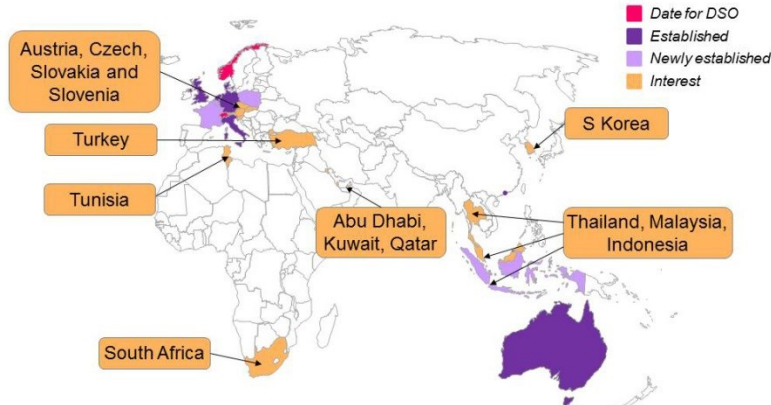 Date for DSO
Established
Newly established
Interest
Austria, Czech,
Slovakia and
Slovenia
Turkey
Tunisia
S Korea
Abu Dhabi,
Kuwait, Qatar
Thailand, Malaysia,
Indonesia
South Africa